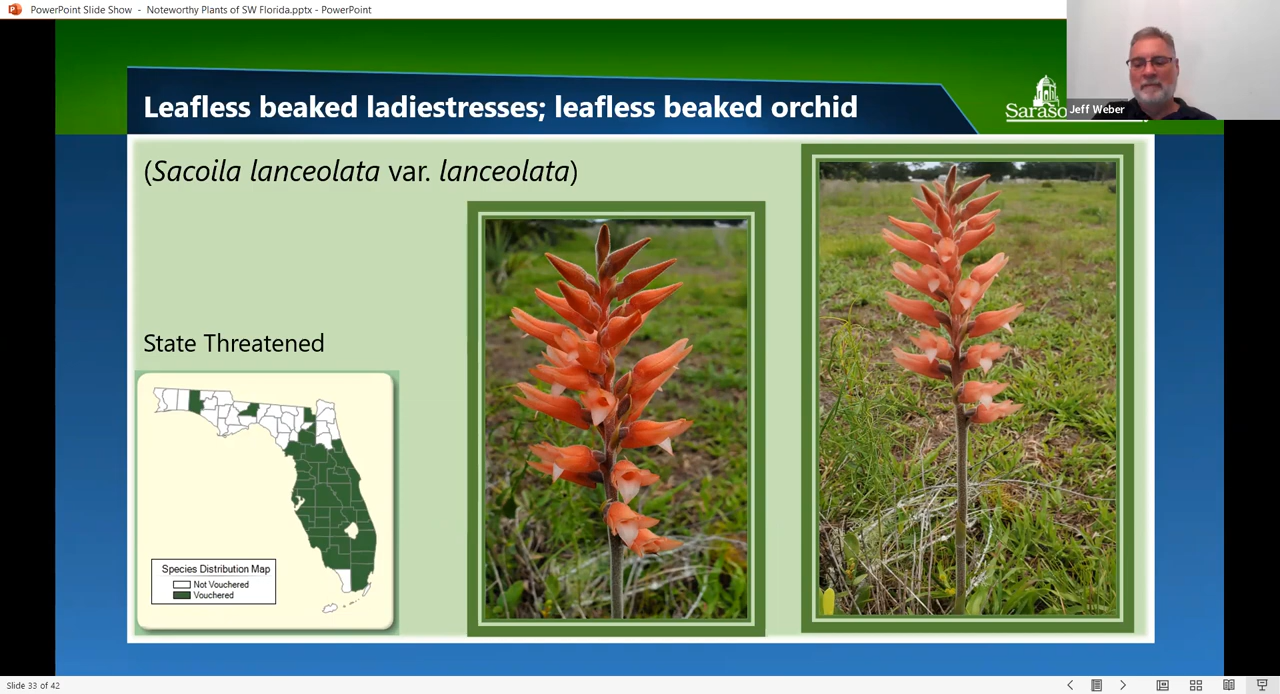 PowerPoint Slide Show - Noteworthy Plants of SW Florida.pptx - PowerPoint
Leafless beaked ladiestresses; leafless beaked orchid
Jeff Weber
(Sacoila lanceolata var. lanceolata)
State Threatened
Species Distribution Map
Not Vouchered
Vouchered
Slide 33 of 42